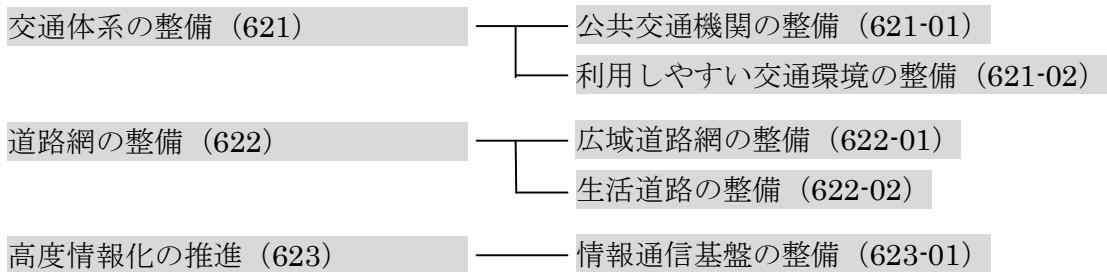 交通体系の整備（621）
公共交通機関の整備（621-01）
利用しやすい交通環境の整備（621-02）
道路網の整備（622）
広域道路網の整備（622-01）
生活道路の整備（622-02）
高度情報化の推進（623）
情報通信基盤の整備（623-01）